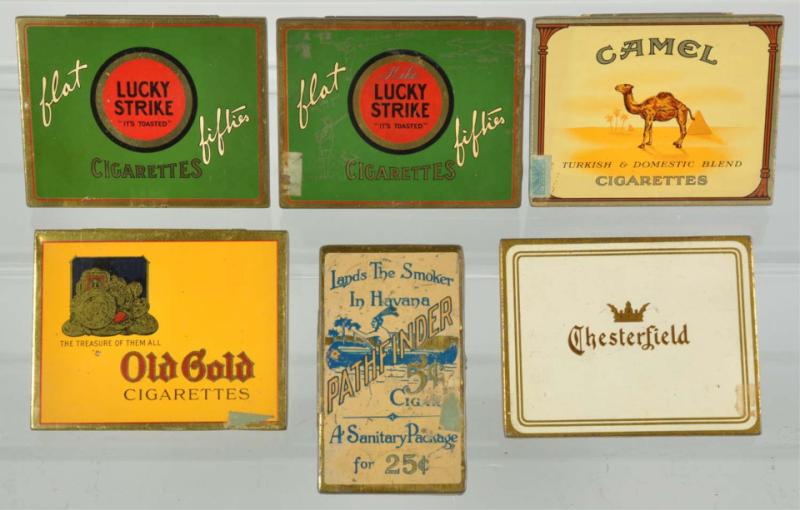 flat
LUCKY
STRIKE
"IT'S TOASTED"
fifties
CIGARETTES
flat
LUCKY
STRIKE
"IT'S TOASTED"
fifties
CIGARETTES
CAMEL
TURKISH & DOMESTIC BLEND
CIGARETTES
THE TREASURE OF THEM ALL
Old Gold
CIGARETTES
Lands The Smoker
In Havana
PATHFINDER
5¢
CIGAR
A Sanitary Package
for 25¢
Chesterfield